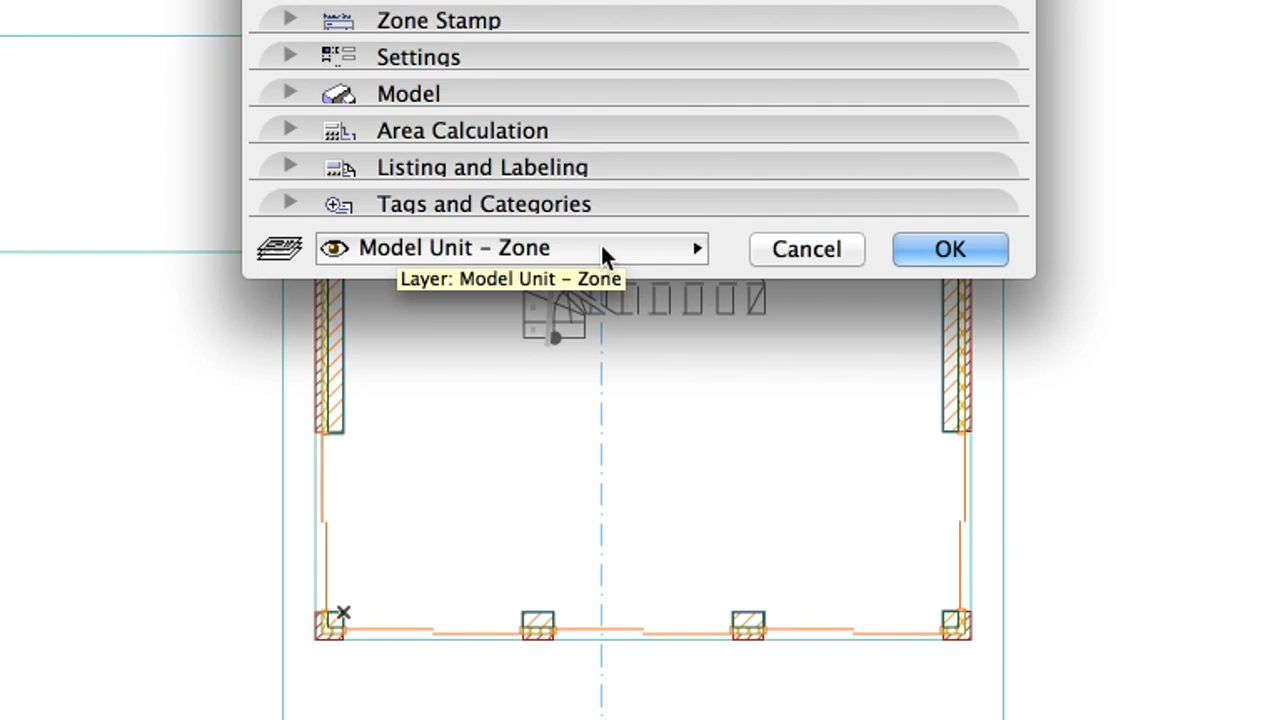 Zone Stamp
Settings
Model
Area Calculation
Listing and Labeling
Tags and Categories
Model Unit – Zone
Cancel
OK
Layer: Model Unit – Zone